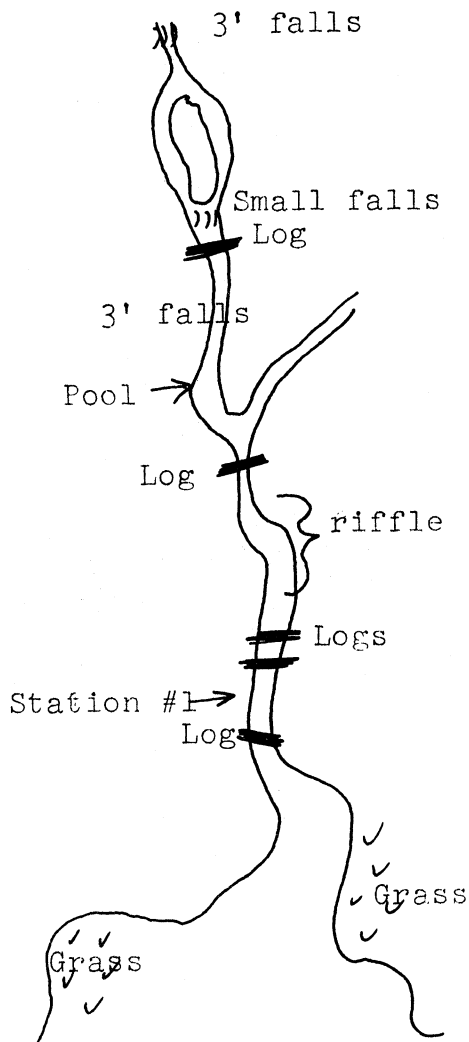 3' falls
Small falls
Log
3' falls
Pool
Log
riffle
Logs
Station #1
Log
Grass
Grass